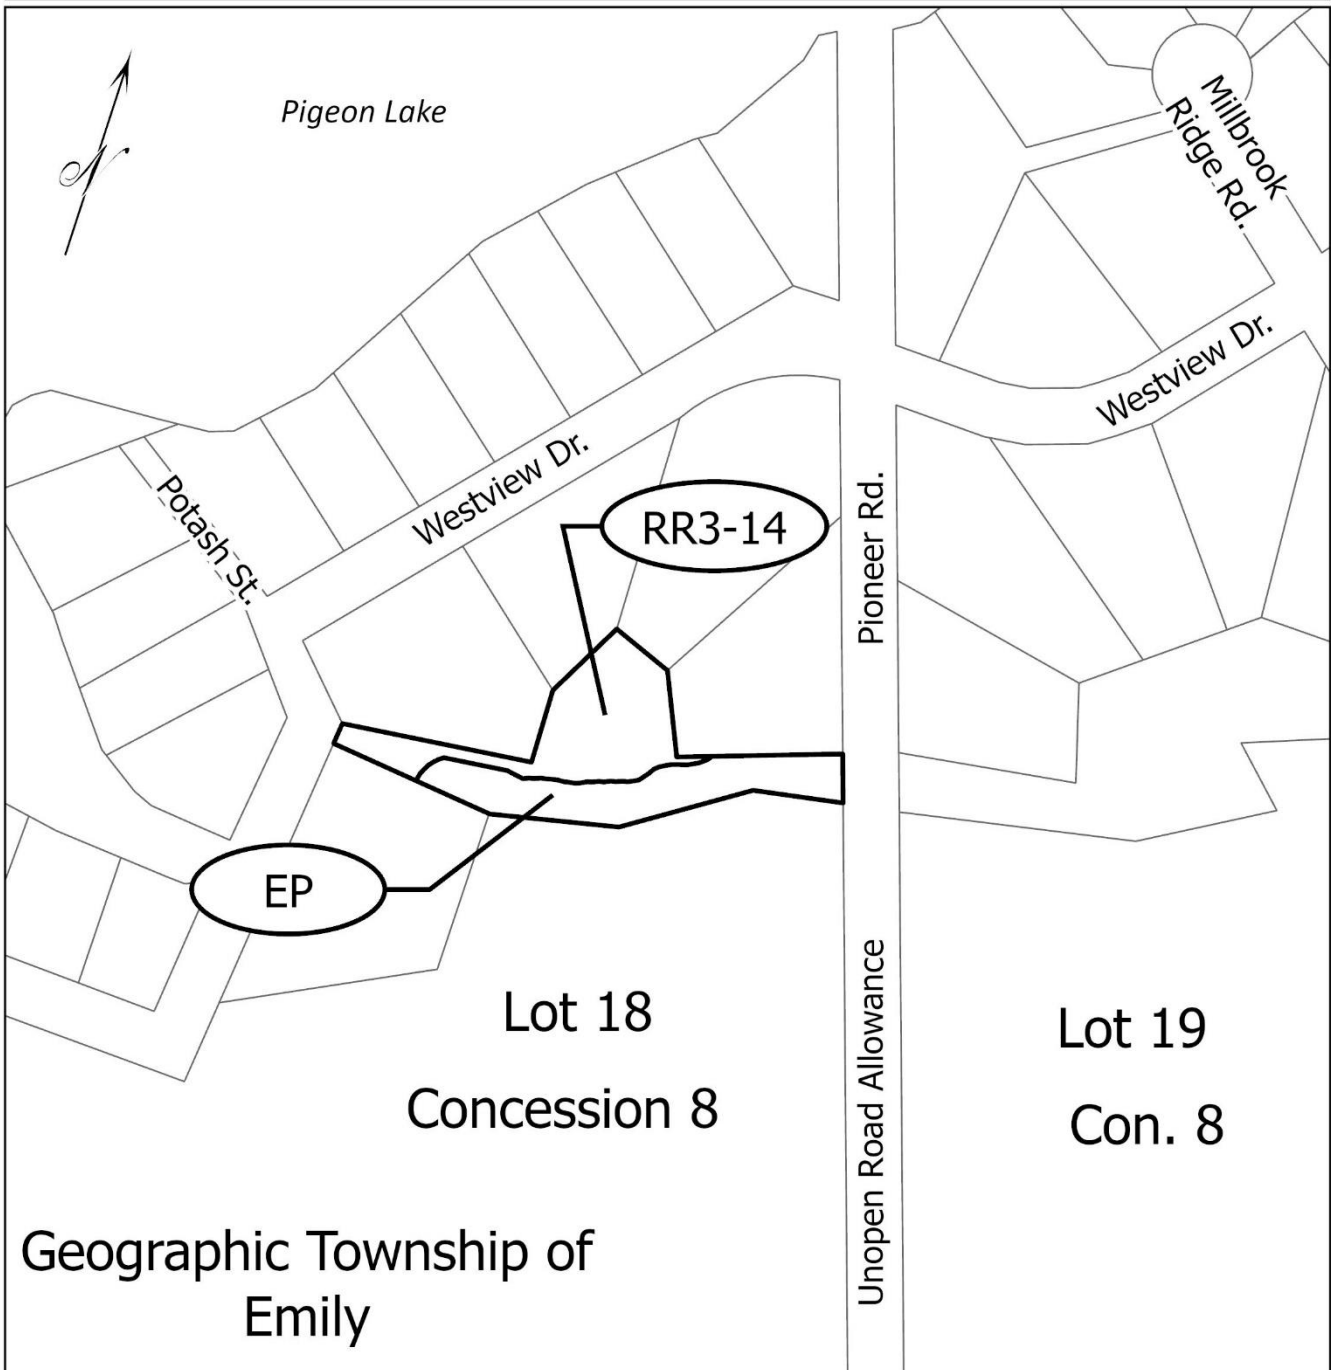 Pigeon Lake
Millbrook
Ridge Rd.
Westview Dr.
Westview Dr.
Potash St.
RR3-14
Pioneer Rd.
EP
Lot 18
Concession 8
Lot 19
Con. 8
Unopen Road Allowance
Geographic Township of
Emily